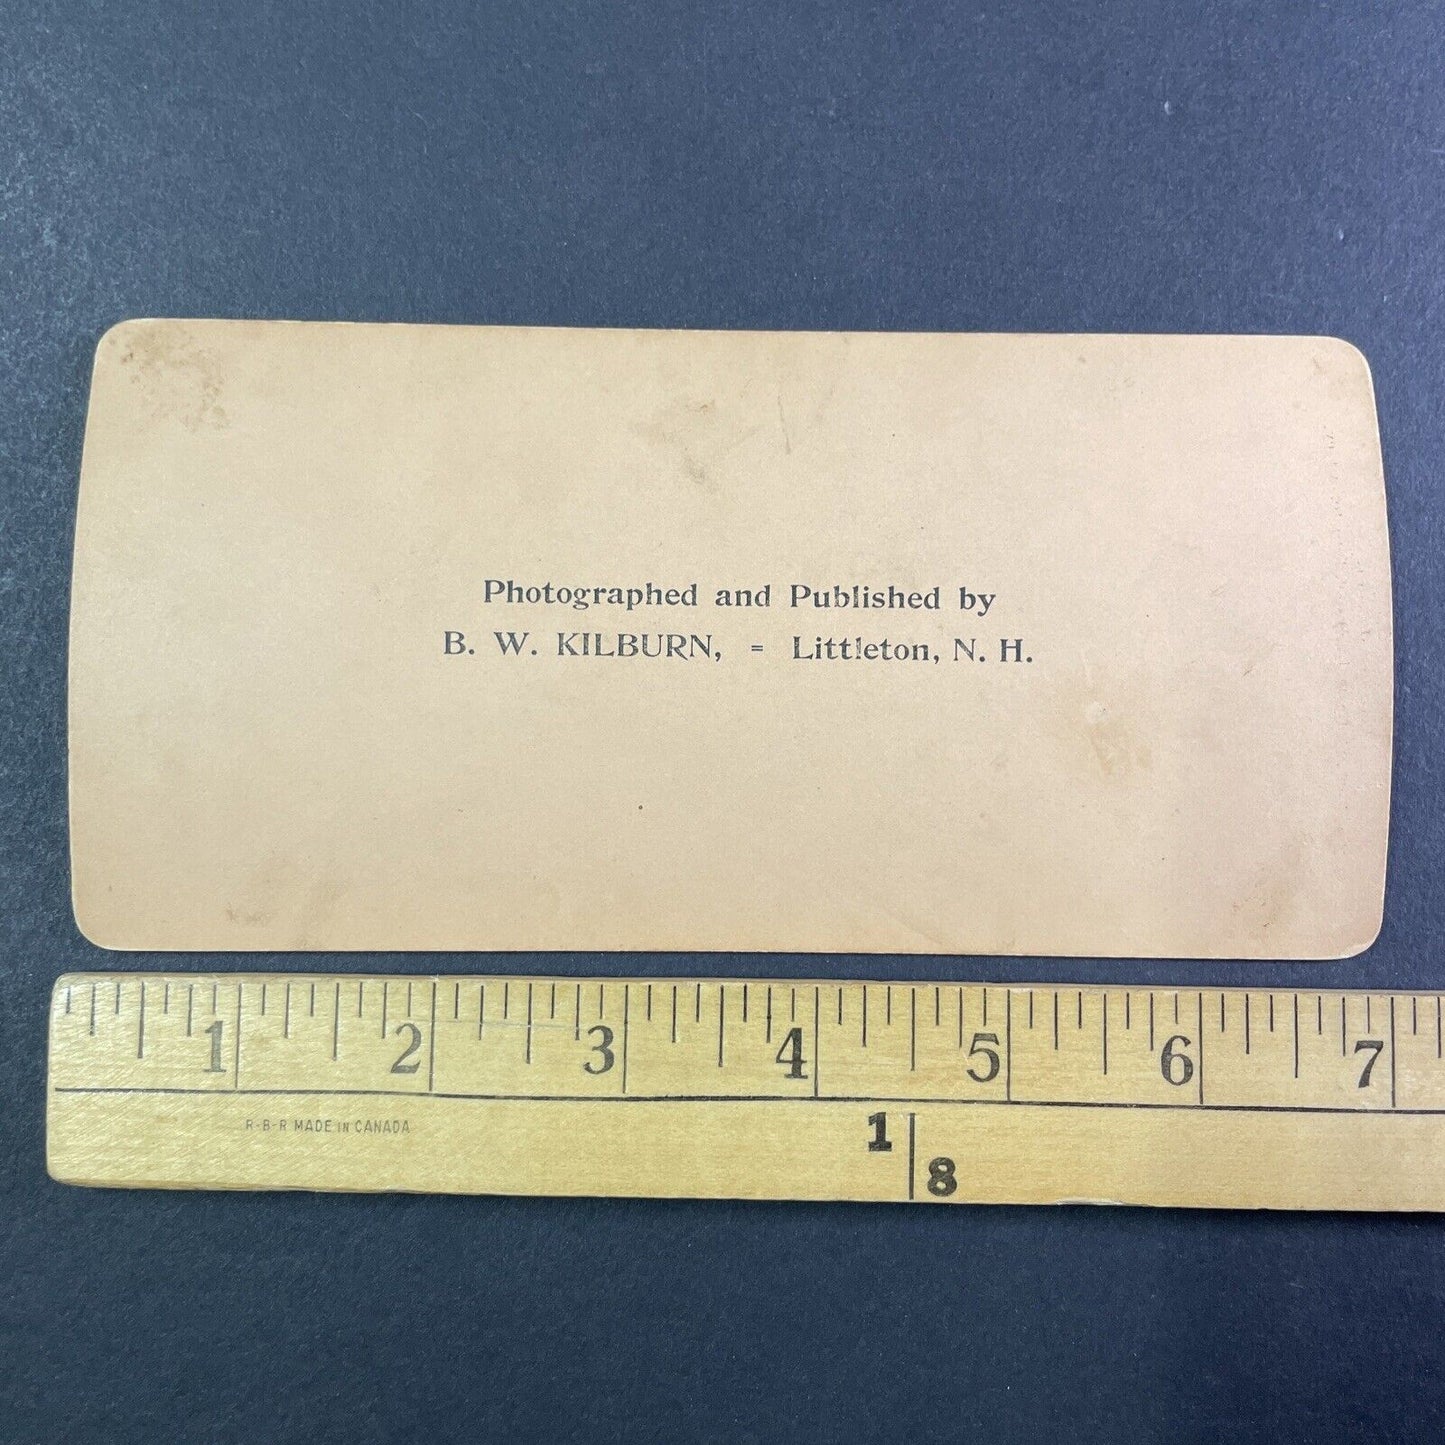 Photographed and Published by
B. W. KILBURN, = Littleton, N. H.
1 2 3 4 5 6 7
R-B-R MADE IN CANADA
1
8